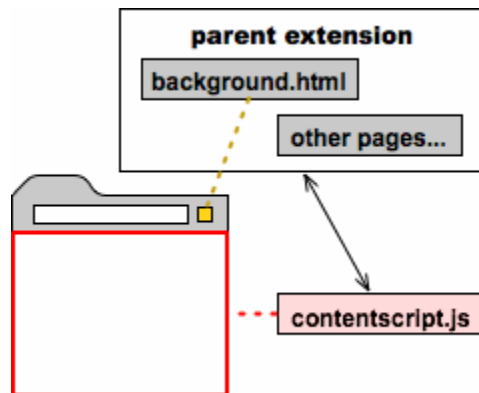 parent extension
background.html
other pages...
contentscript.js